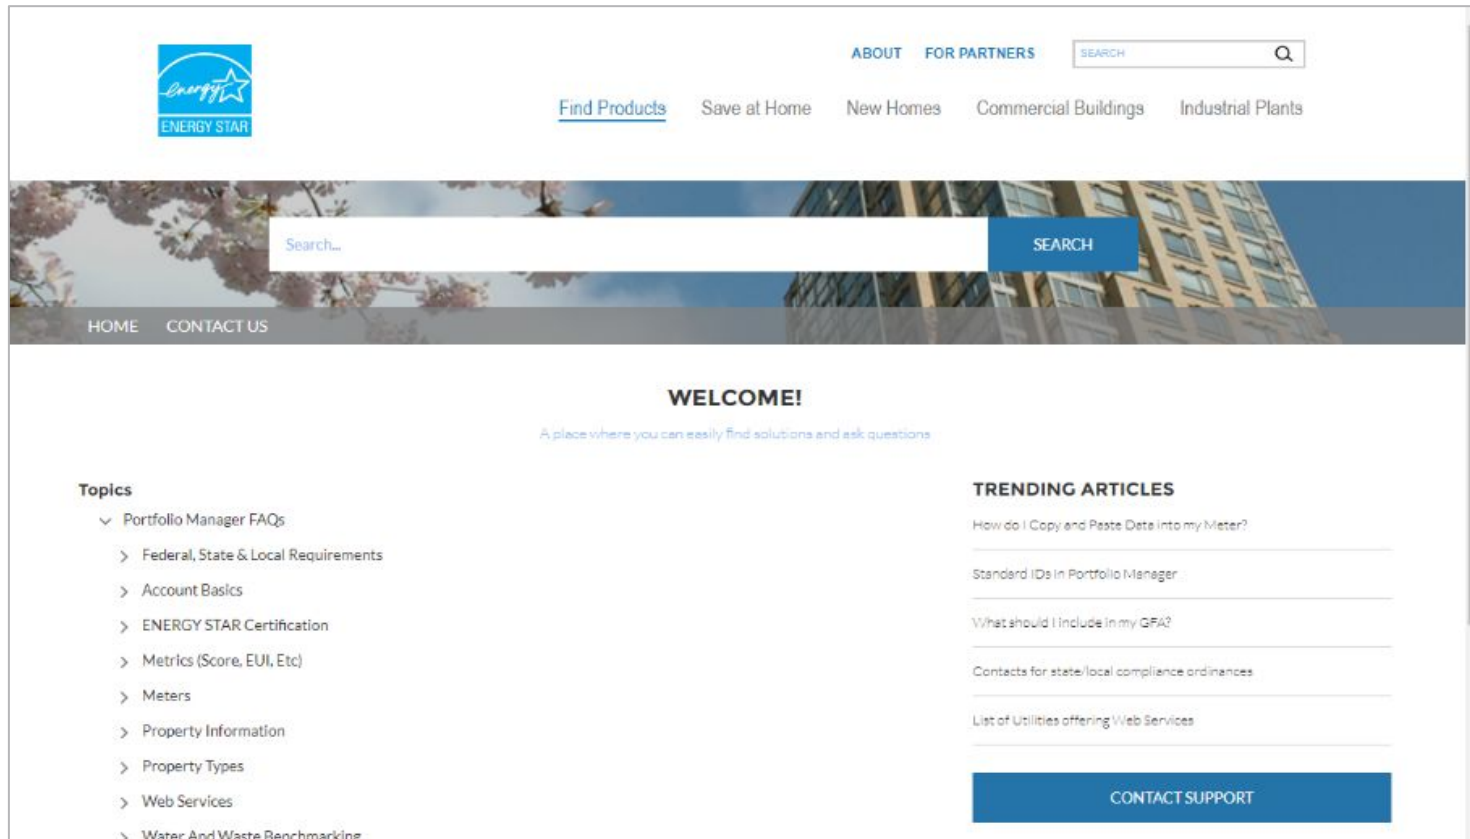 energy
ENERGY STAR
ABOUT FOR PARTNERS SEARCH
Find Products Save at Home New Homes Commercial Buildings Industrial Plants
Search...
SEARCH
HOME CONTACT US
WELCOME!
A place where you can easily find solutions and ask questions
Topics
Portfolio Manager FAQs
Federal, State & Local Requirements
Account Basics
ENERGY STAR Certification
Metrics (Score, EUI, Etc)
Meters
Property Information
Property Types
Web Services
Water And Waste Benchmarking
TRENDING ARTICLES
How do I Copy and Paste Data into my Meter?
Standard IDs in Portfolio Manager
What should I include in my GFA?
Contacts for state/local compliance ordinances
List of Utilities offering Web Services
CONTACT SUPPORT